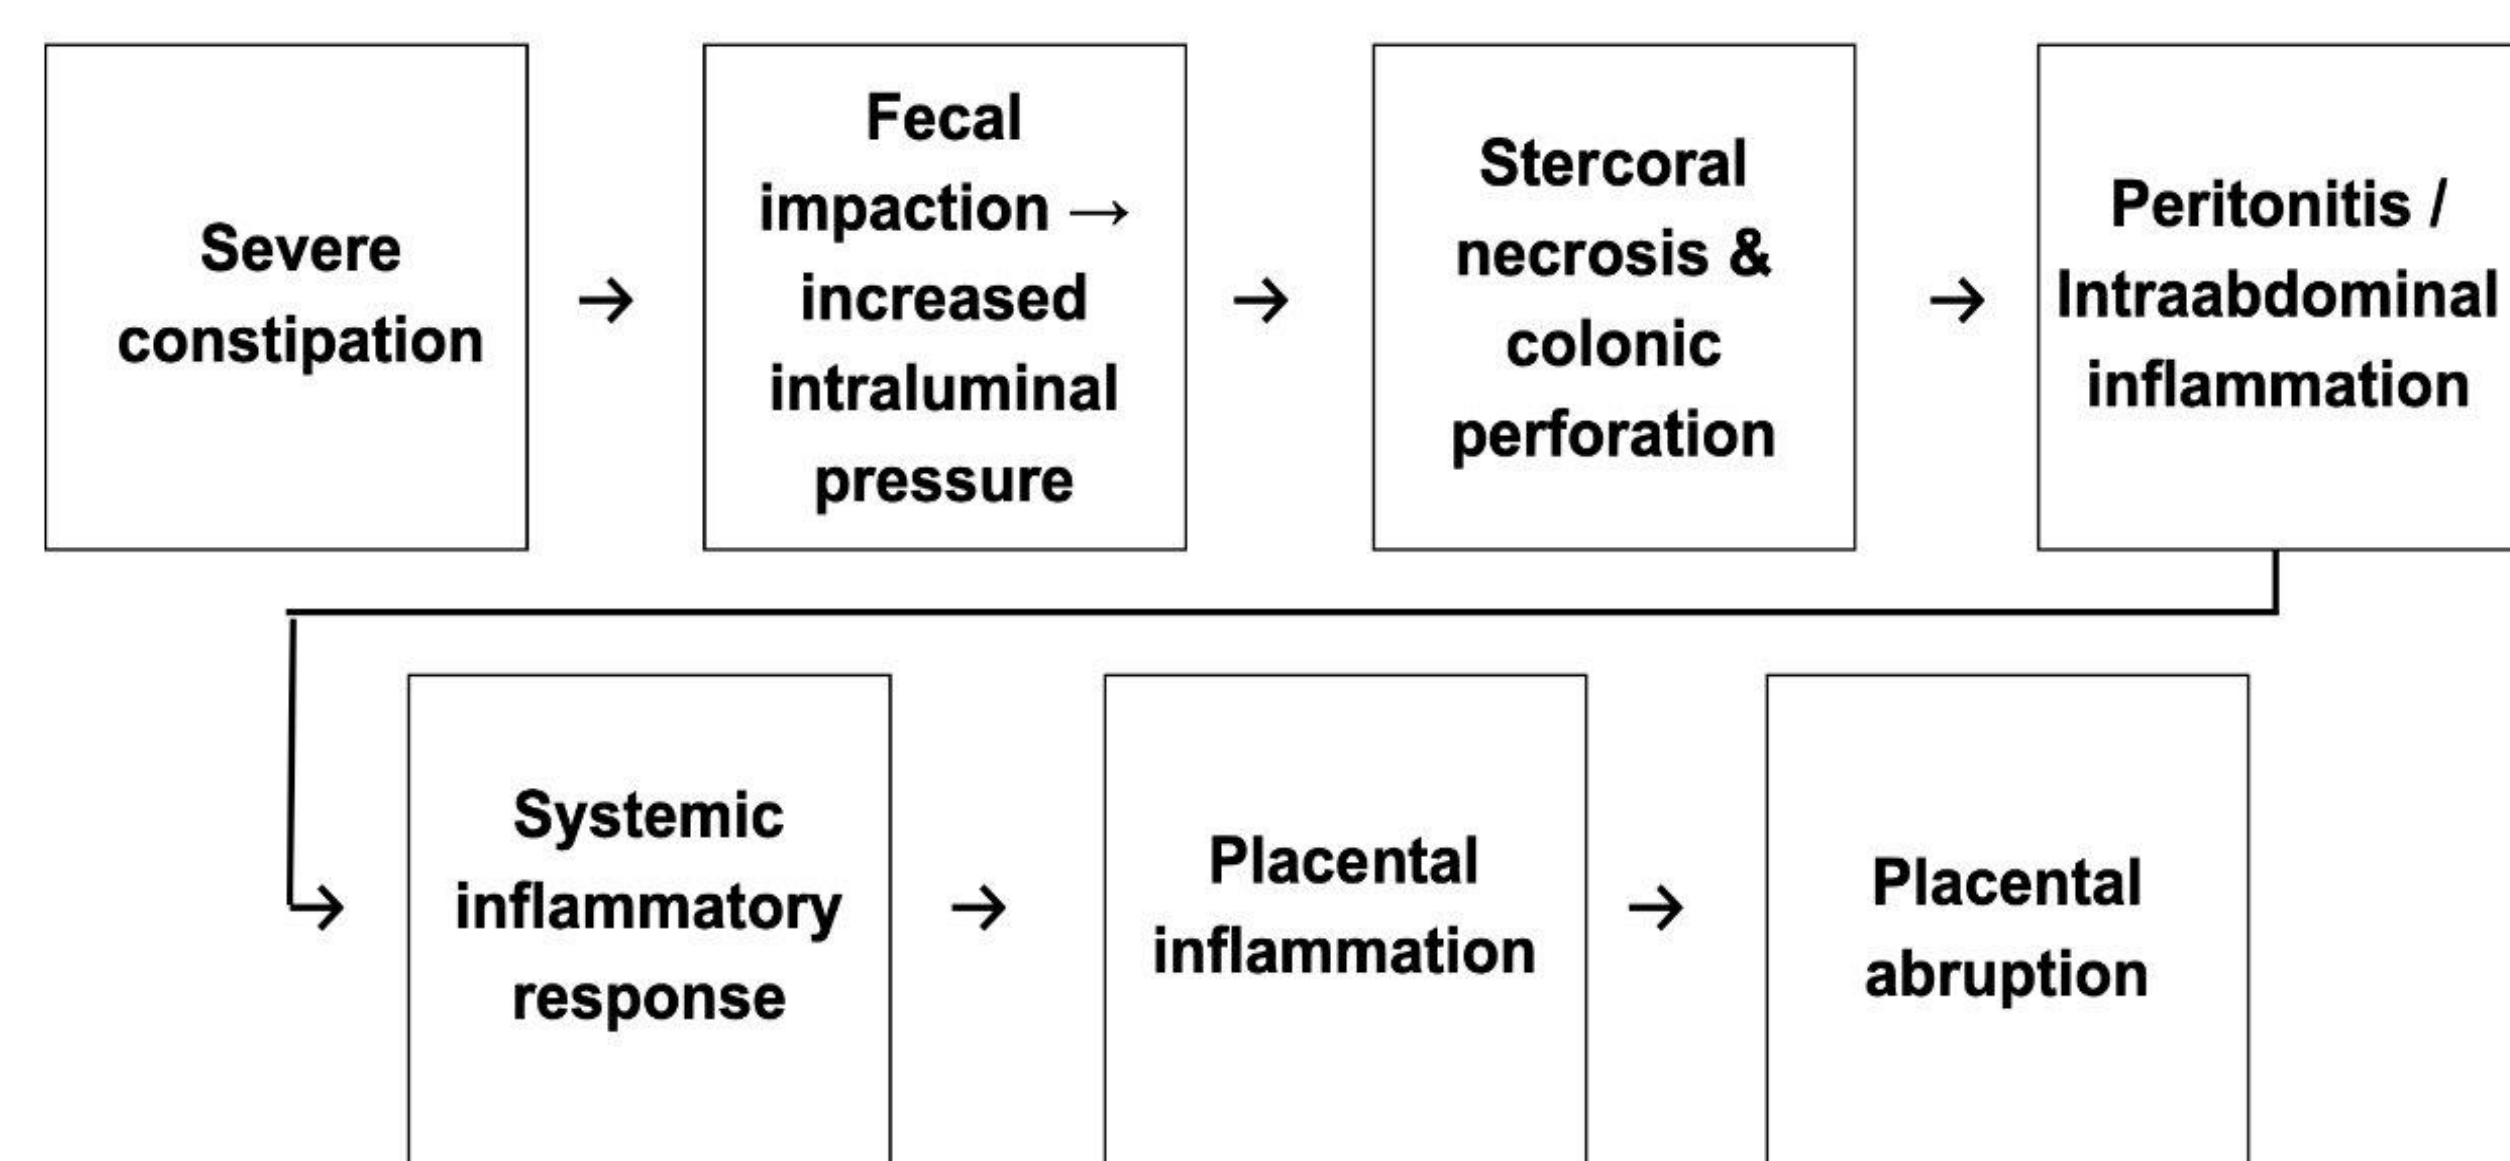 Severe
constipation
→
Fecal
impaction →
increased
intraluminal
pressure
→
Stercoral
necrosis &
colonic
perforation
→
Peritonitis /
Intraabdominal
inflammation
→
Systemic
inflammatory
response
→
Placental
inflammation
→
Placental
abruption